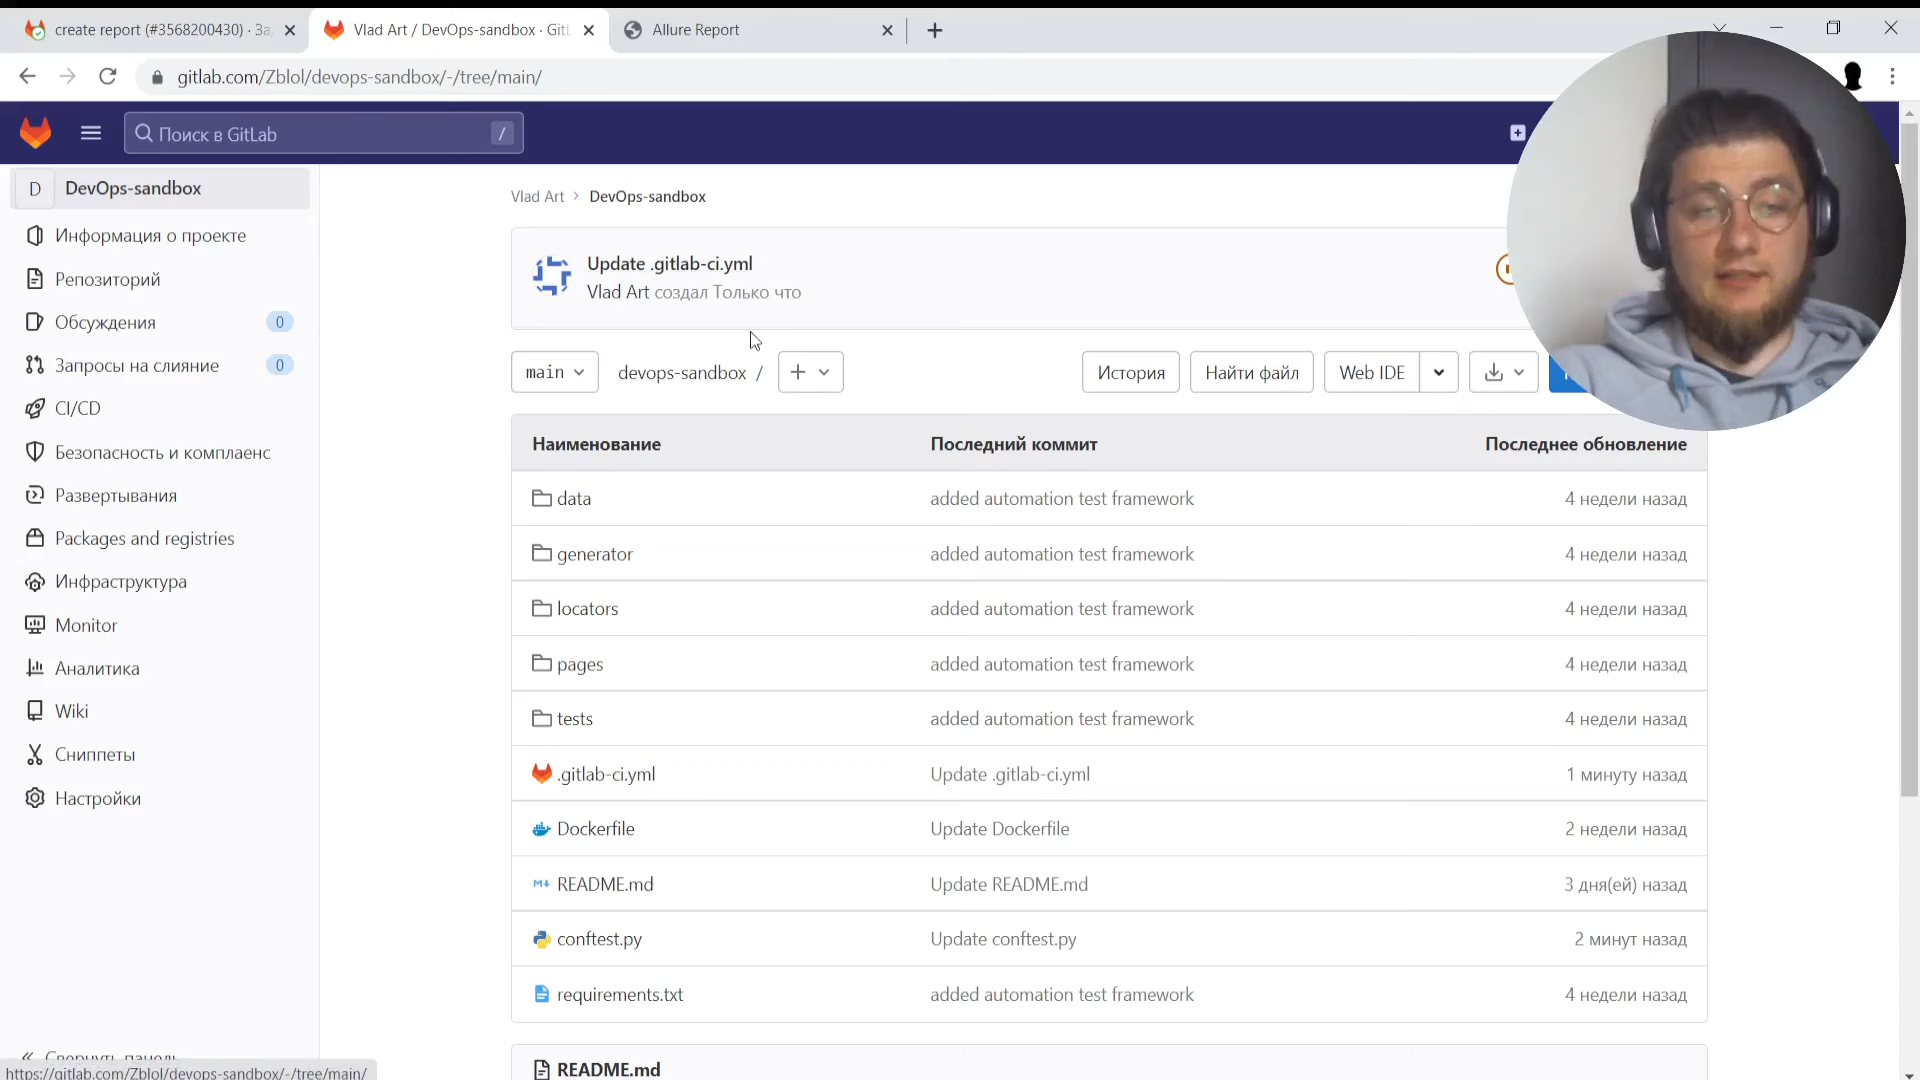 create report (#3568200430) · За
Vlad Art / DevOps-sandbox · Gitl
Allure Report
gitlab.com/Zblol/devops-sandbox/-/tree/main/
Поиск в GitLab
/
D DevOps-sandbox
Информация о проекте
Репозиторий
Обсуждения 0
Запросы на слияние 0
CI/CD
Безопасность и комплаенс
Развертывания
Packages and registries
Инфраструктура
Monitor
Аналитика
Wiki
Сниппеты
Настройки
Свернуть панель
https://gitlab.com/Zblol/devops-sandbox/-/tree/main/
Vlad Art › DevOps-sandbox
Update .gitlab-ci.yml
Vlad Art создал Только что
main devops-sandbox / +
История Найти файл Web IDE
Наименование Последний коммит Последнее обновление
data added automation test framework 4 недели назад
generator added automation test framework 4 недели назад
locators added automation test framework 4 недели назад
pages added automation test framework 4 недели назад
tests added automation test framework 4 недели назад
.gitlab-ci.yml Update .gitlab-ci.yml 1 минуту назад
Dockerfile Update Dockerfile 2 недели назад
README.md Update README.md 3 дня(ей) назад
conftest.py Update conftest.py 2 минут назад
requirements.txt added automation test framework 4 недели назад
README.md